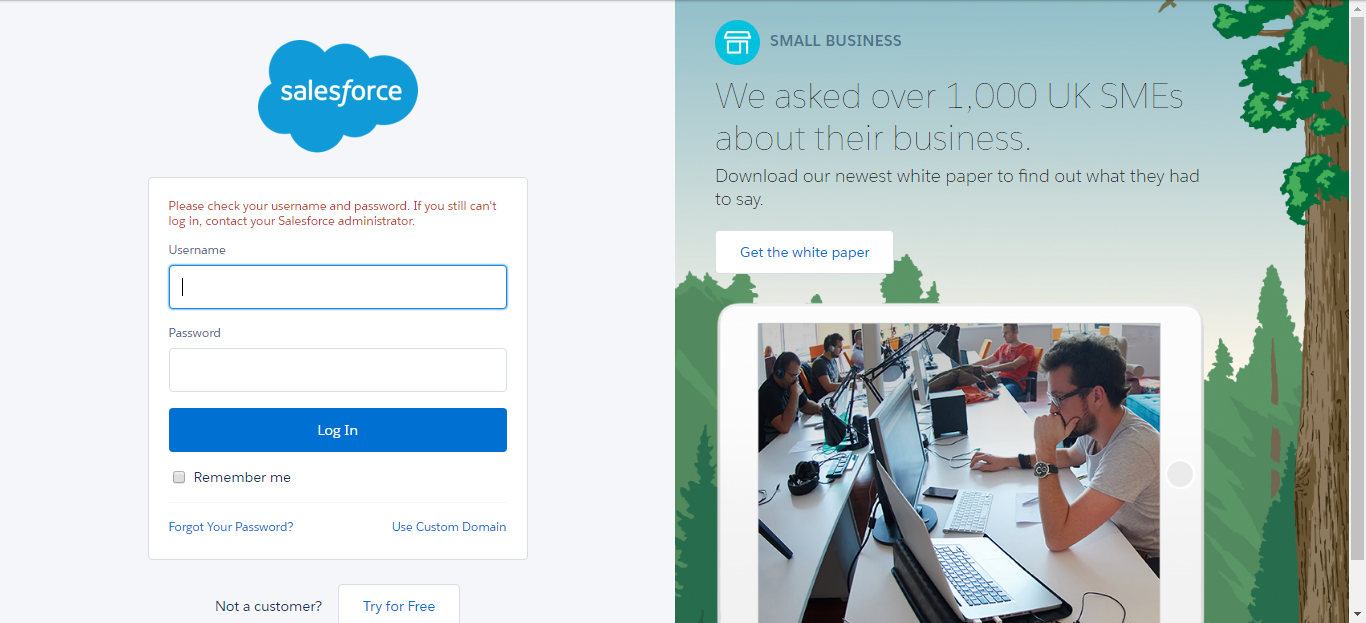 salesforce
Please check your username and password. If you still can't
log in, contact your Salesforce administrator.
Username
Password
Log In
Remember me
Forgot Your Password?
Use Custom Domain
Not a customer?
Try for Free
SMALL BUSINESS
We asked over 1,000 UK SMEs
about their business.
Download our newest white paper to find out what they had
to say.
Get the white paper